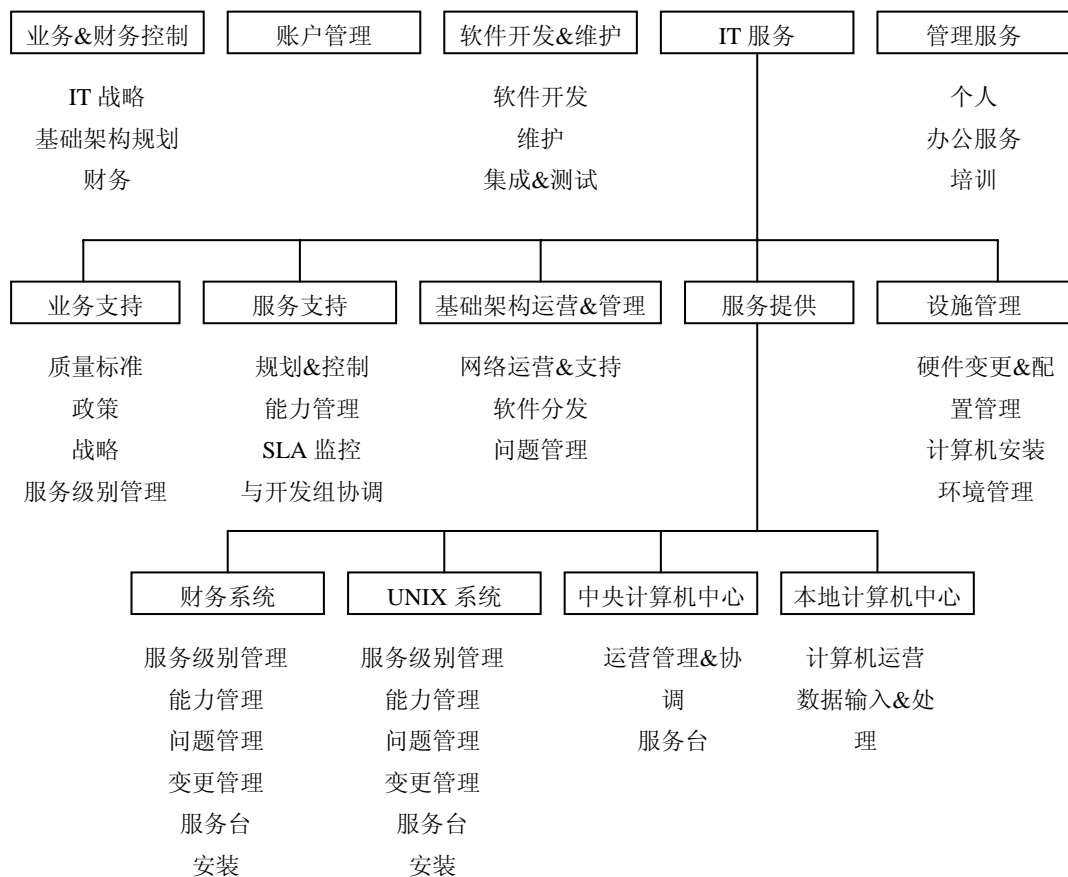 业务&财务控制
账户管理
软件开发&维护
IT 服务
管理服务
IT 战略
基础架构规划
财务
软件开发
维护
集成&测试
个人
办公服务
培训
业务支持
服务支持
基础架构运营&管理
服务提供
设施管理
质量标准
政策
战略
服务级别管理
规划&控制
能力管理
SLA 监控
与开发组协调
网络运营&支持
软件分发
问题管理
硬件变更&配
置管理
计算机安装
环境管理
财务系统
UNIX 系统
中央计算机中心
本地计算机中心
服务级别管理
能力管理
问题管理
变更管理
服务台
安装
服务级别管理
能力管理
问题管理
变更管理
服务台
安装
运营管理&协
调
服务台
计算机运营
数据输入&处
理